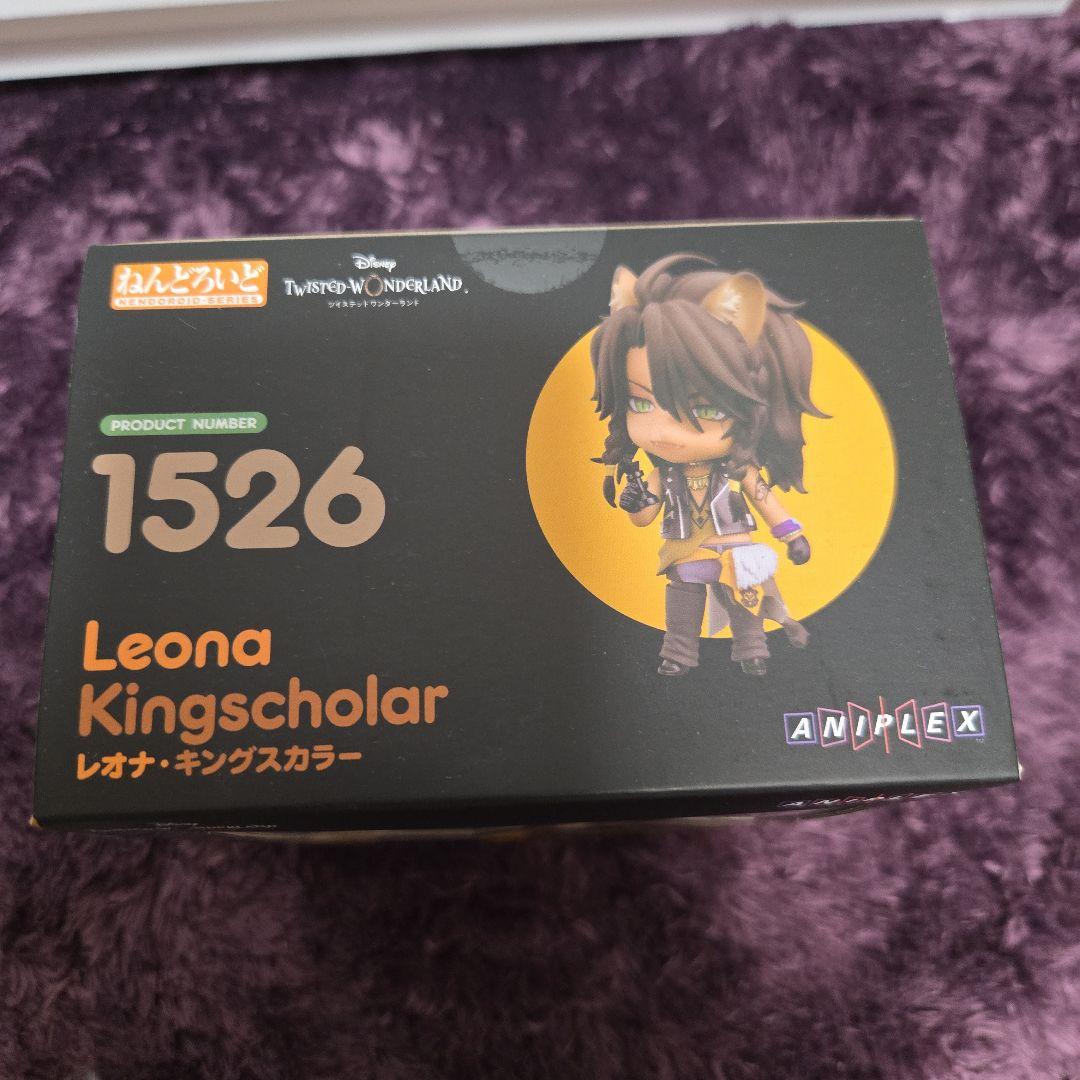 ねんどろいど
NENDOROID-SERIES
Disney
TWISTED-WONDERLAND
ツイステッドワンダーランド
PRODUCT NUMBER
1526
Leona
Kingscholar
レオナ・キングスカラー
ANIPLEX